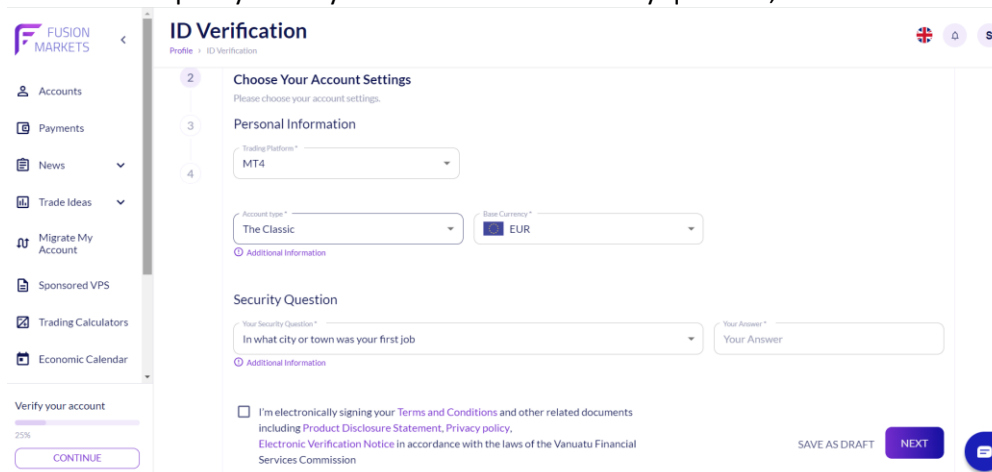 FUSION
MARKETS
ID Verification
Profile > ID Verification
Accounts
Payments
News
Trade Ideas
Migrate My
Account
Sponsored VPS
Trading Calculators
Economic Calendar
Verify your account
25%
CONTINUE
2
Choose Your Account Settings
Please choose your account settings.
3
Personal Information
Trading Platform *
MT4
4
Account type *
The Classic
Base Currency *
EUR
Additional Information
Security Question
Your Security Question *
In what city or town was your first job
Your Answer *
Your Answer
Additional Information
I'm electronically signing your Terms and Conditions and other related documents
including Product Disclosure Statement, Privacy policy,
Electronic Verification Notice in accordance with the laws of the Vanuatu Financial
Services Commission
SAVE AS DRAFT
NEXT